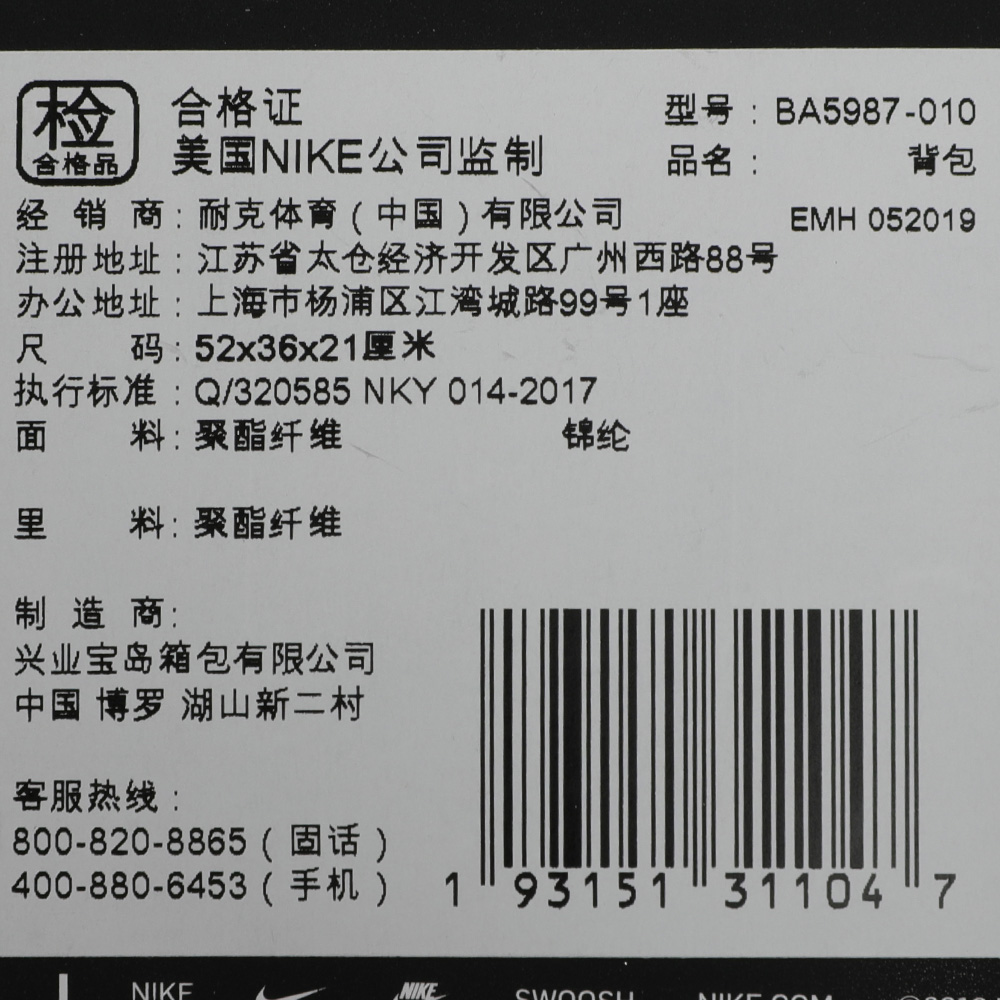 检
合格品
合格证
美国NIKE公司监制
型号：BA5987-010
品名：背包
经销商：耐克体育（中国）有限公司
EMH 052019
注册地址：江苏省太仓经济开发区广州西路88号
办公地址：上海市杨浦区江湾城路99号1座
尺码：52x36x21厘米
执行标准：Q/320585 NKY 014-2017
面料：聚酯纤维 锦纶
里料：聚酯纤维
制造商：
兴业宝岛箱包有限公司
中国 博罗 湖山新二村
客服热线：
800-820-8865（固话）
400-880-6453（手机）
1 93151 31104 7
NIKE NIKE SWOOSH NIKE.COM